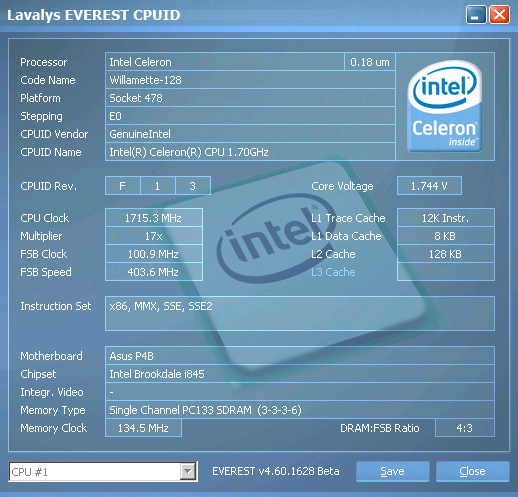 Lavalys EVEREST CPUID
Processor Intel Celeron 0.18 um
Code Name Willamette-128
Platform Socket 478
Stepping E0
CPUID Vendor GenuineIntel
CPUID Name Intel(R) Celeron(R) CPU 1.70GHz
intel
Celeron
inside
CPUID Rev. F 1 3 Core Voltage 1.744 V
CPU Clock 1715.3 MHz L1 Trace Cache 12K Instr.
Multiplier 17x L1 Data Cache 8 KB
FSB Clock 100.9 MHz L2 Cache 128 KB
FSB Speed 403.6 MHz L3 Cache
intel
Instruction Set x86, MMX, SSE, SSE2
Motherboard Asus P4B
Chipset Intel Brookdale i845
Integr. Video -
Memory Type Single Channel PC133 SDRAM (3-3-3-6)
Memory Clock 134.5 MHz DRAM:FSB Ratio 4:3
CPU #1 EVEREST v4.60.1628 Beta Save Close